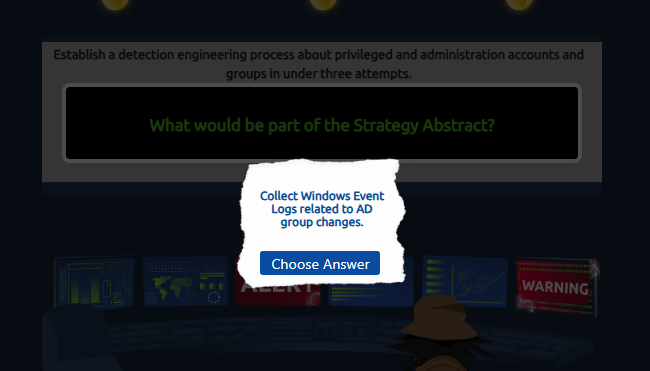 Establish a detection engineering process about privileged and administration accounts and
groups in under three attempts.
What would be part of the Strategy Abstract?
Collect Windows Event
Logs related to AD
group changes.
Choose Answer
ALERT
WARNING